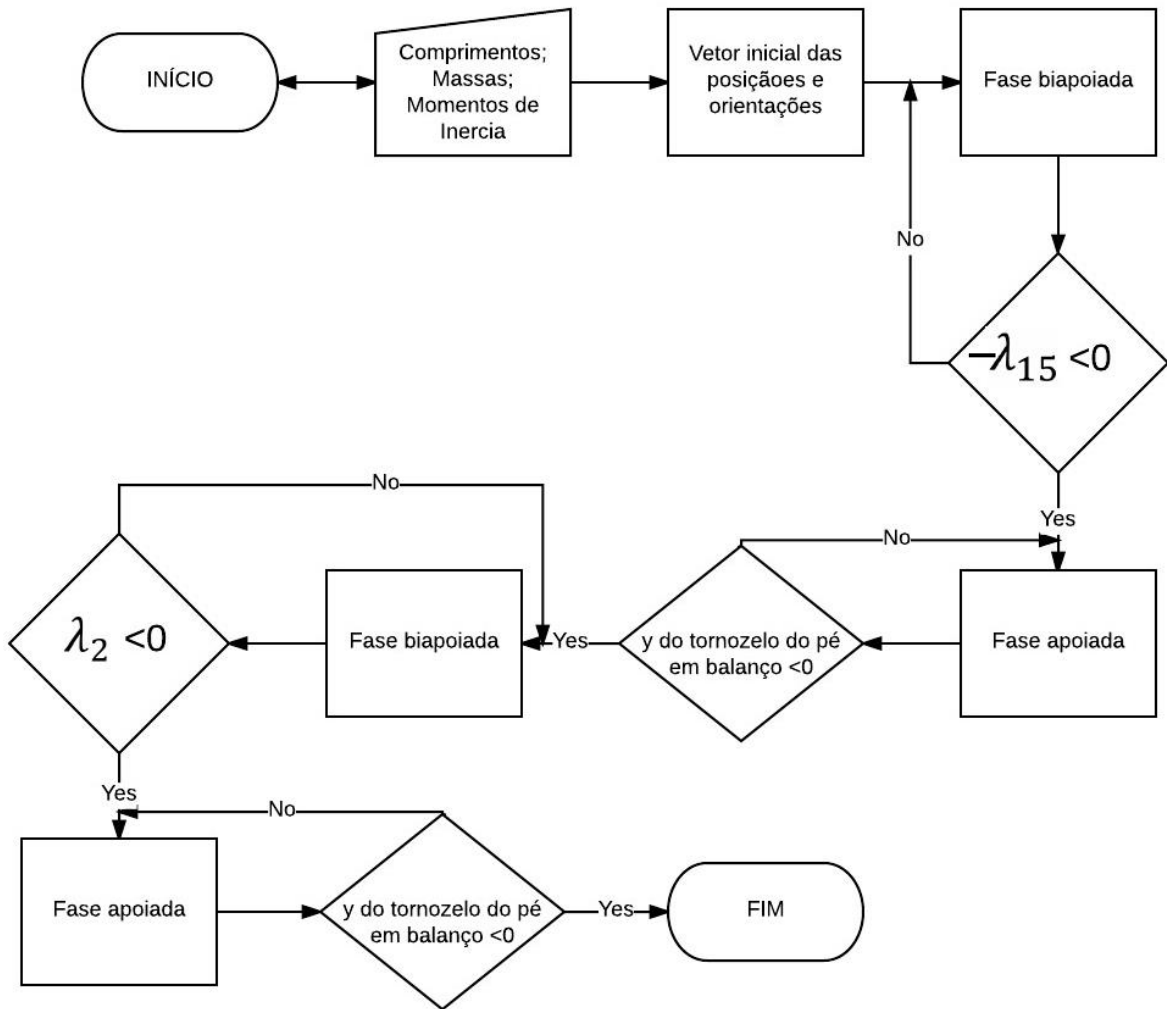 INÍCIO
Comprimentos;
Massas;
Momentos de
Inercia
Vetor inicial das
posiçãoes e
orientações
Fase biapoiada
No
−λ₁₅ <0
Yes
No
No
λ₂ <0
Fase biapoiada
Yes
y do tornozelo do pé
em balanço <0
Fase apoiada
Yes
No
Fase apoiada
y do tornozelo do pé
em balanço <0
Yes
FIM